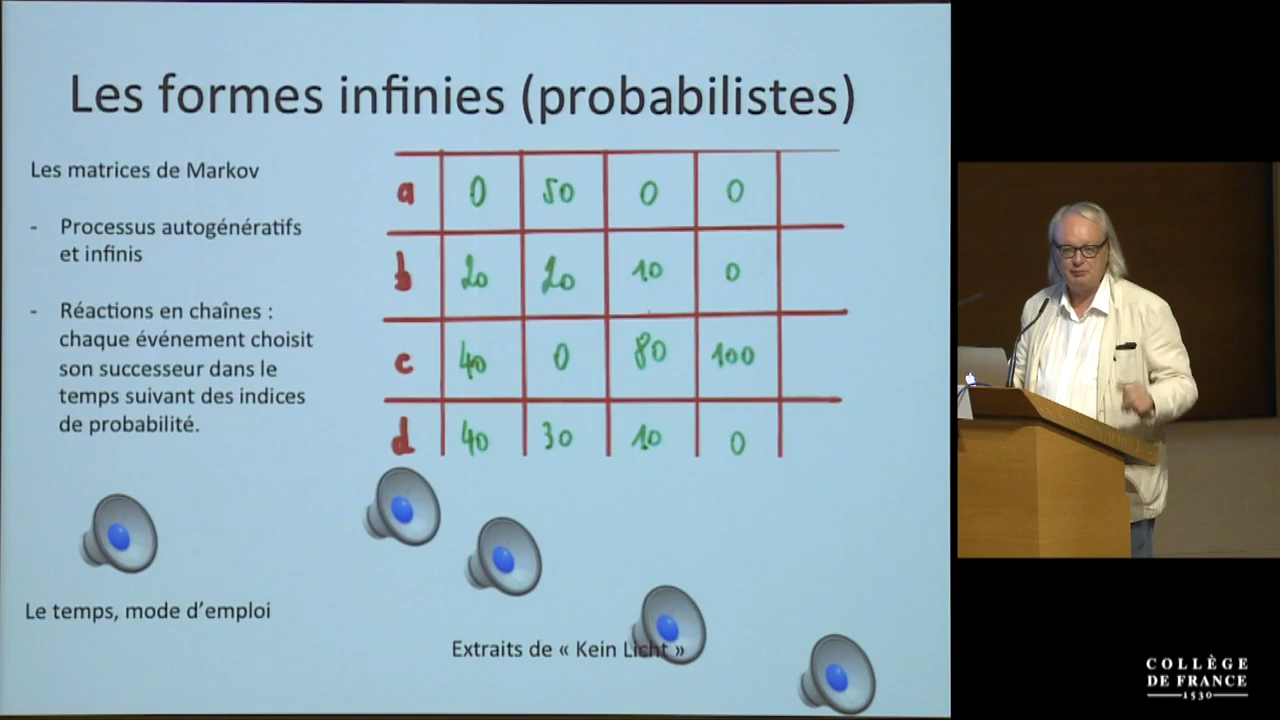 Les formes infinies (probabilistes)
Les matrices de Markov
- Processus autogénératifs
et infinis
- Réactions en chaînes :
chaque événement choisit
son successeur dans le
temps suivant des indices
de probabilité.
a 0 50 0 0
b 20 20 10 0
c 40 0 80 100
d 40 30 10 0
Le temps, mode d'emploi
Extraits de « Kein Licht »
COLLÈGE
DE FRANCE
1530